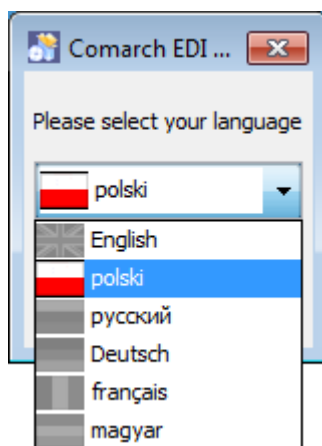 Comarch EDI ...
Please select your language
polski
English
polski
русский
Deutsch
français
magyar